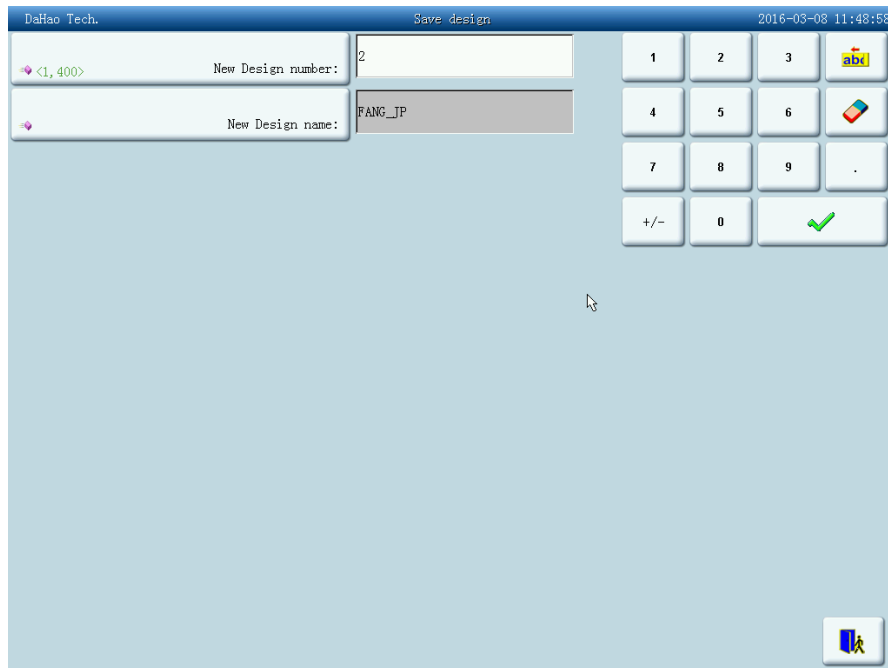 DaHao Tech. Save design 2016-03-08 11:48:58
<1,400> New Design number: 2
New Design name: FANG_JP
1 2 3 abc
4 5 6
7 8 9 .
+/- 0